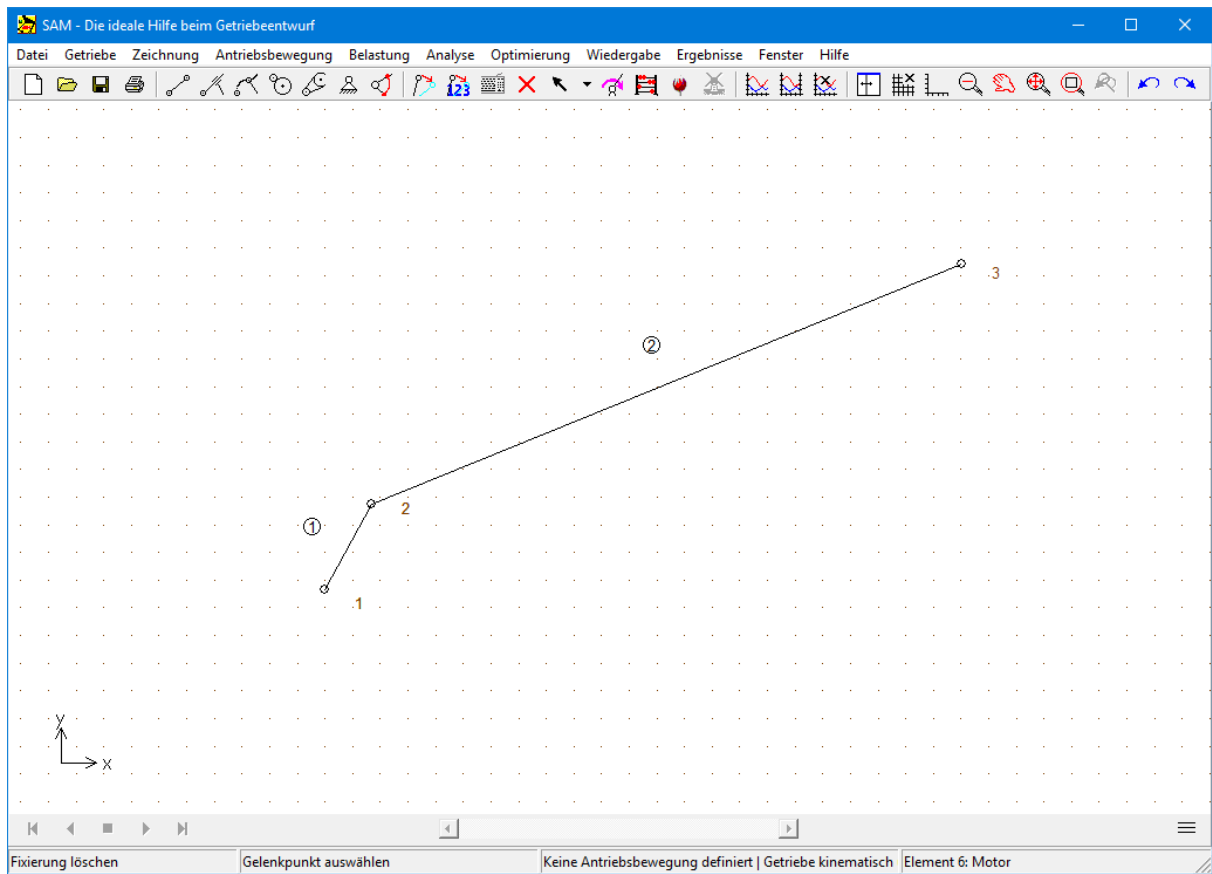 SAM - Die ideale Hilfe beim Getriebeentwurf
Datei Getriebe Zeichnung Antriebsbewegung Belastung Analyse Optimierung Wiedergabe Ergebnisse Fenster Hilfe
123
3
2
2
1
1
y
x
Fixierung löschen Gelenkpunkt auswählen Keine Antriebsbewegung definiert | Getriebe kinematisch Element 6: Motor